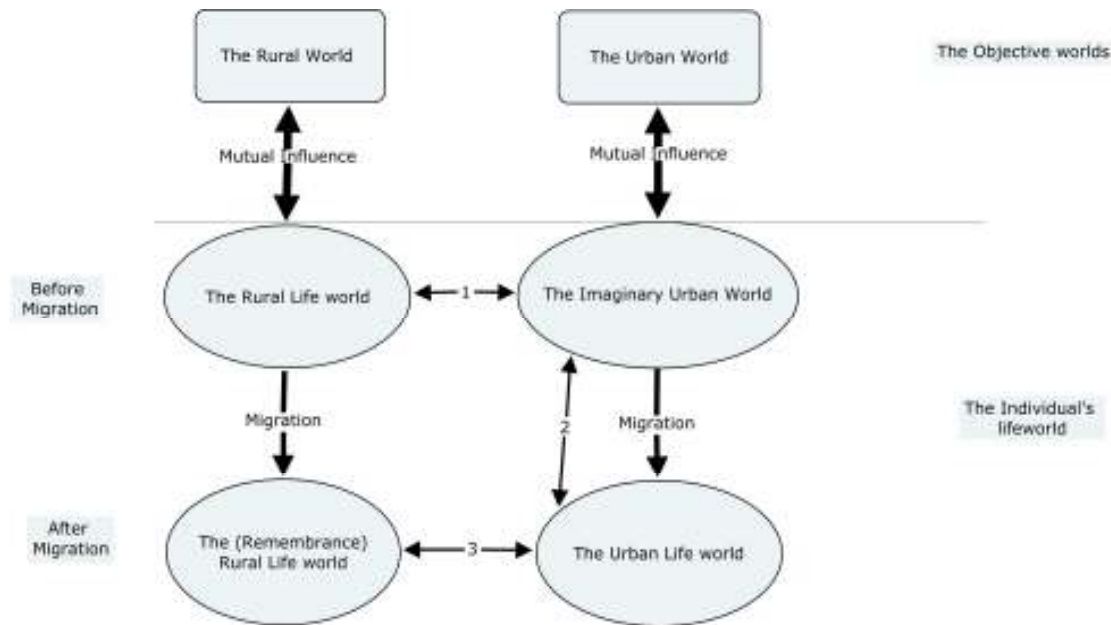 The Rural World
The Urban World
The Objective worlds
Mutual Influence
Mutual Influence
Before
Migration
The Rural Life world
1
The Imaginary Urban World
Migration
2
Migration
The Individual's
lifeworld
After
Migration
The (Remembrance)
Rural Life world
3
The Urban Life world